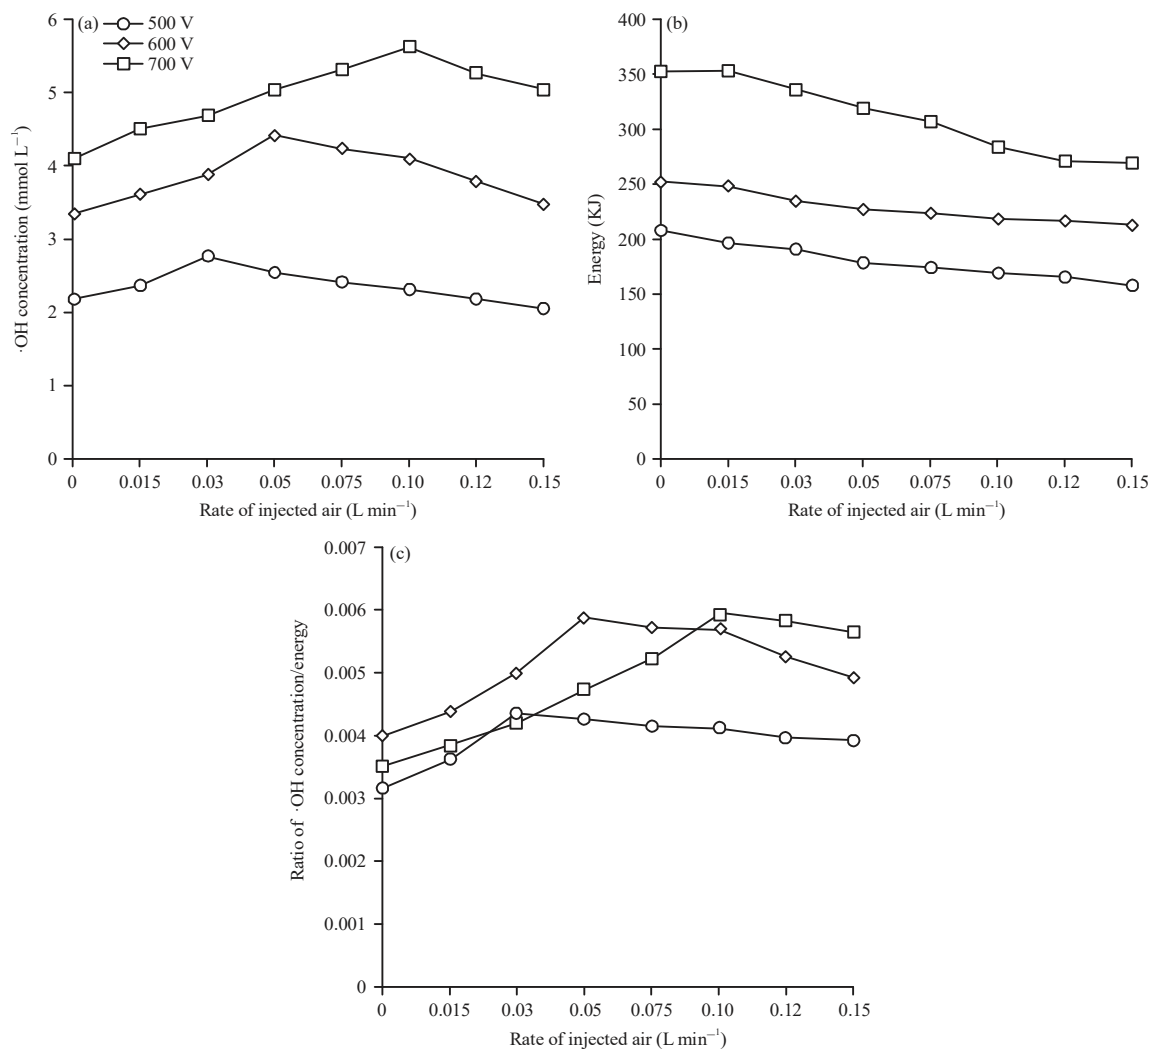 (a)
500 V
600 V
700 V
6
5
4
3
2
1
0
·OH concentration (mmol L⁻¹)
0 0.015 0.03 0.05 0.075 0.10 0.12 0.15
Rate of injected air (L min⁻¹)
(b)
400
350
300
250
200
150
100
50
0
Energy (KJ)
0 0.015 0.03 0.05 0.075 0.10 0.12 0.15
Rate of injected air (L min⁻¹)
(c)
0.007
0.006
0.005
0.004
0.003
0.002
0.001
0
Ratio of ·OH concentration/energy
0 0.015 0.03 0.05 0.075 0.10 0.12 0.15
Rate of injected air (L min⁻¹)